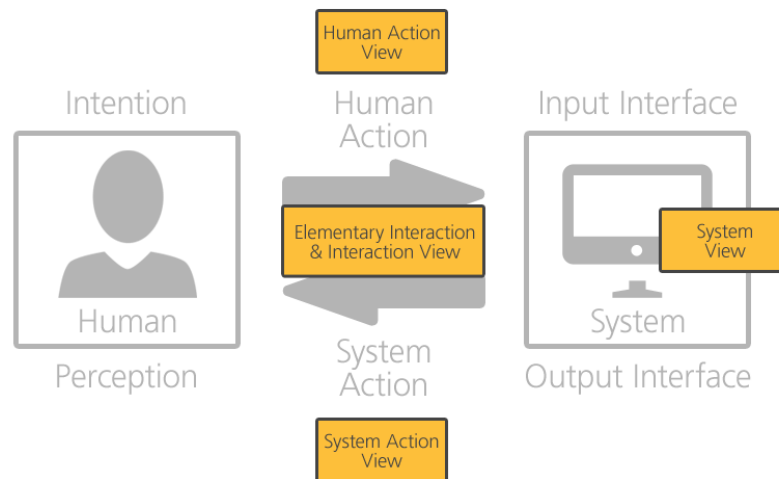 Human Action
View
Intention
Human
Action
Input Interface
Elementary Interaction
& Interaction View
System
View
Human
System
Perception
System
Action
Output Interface
System Action
View